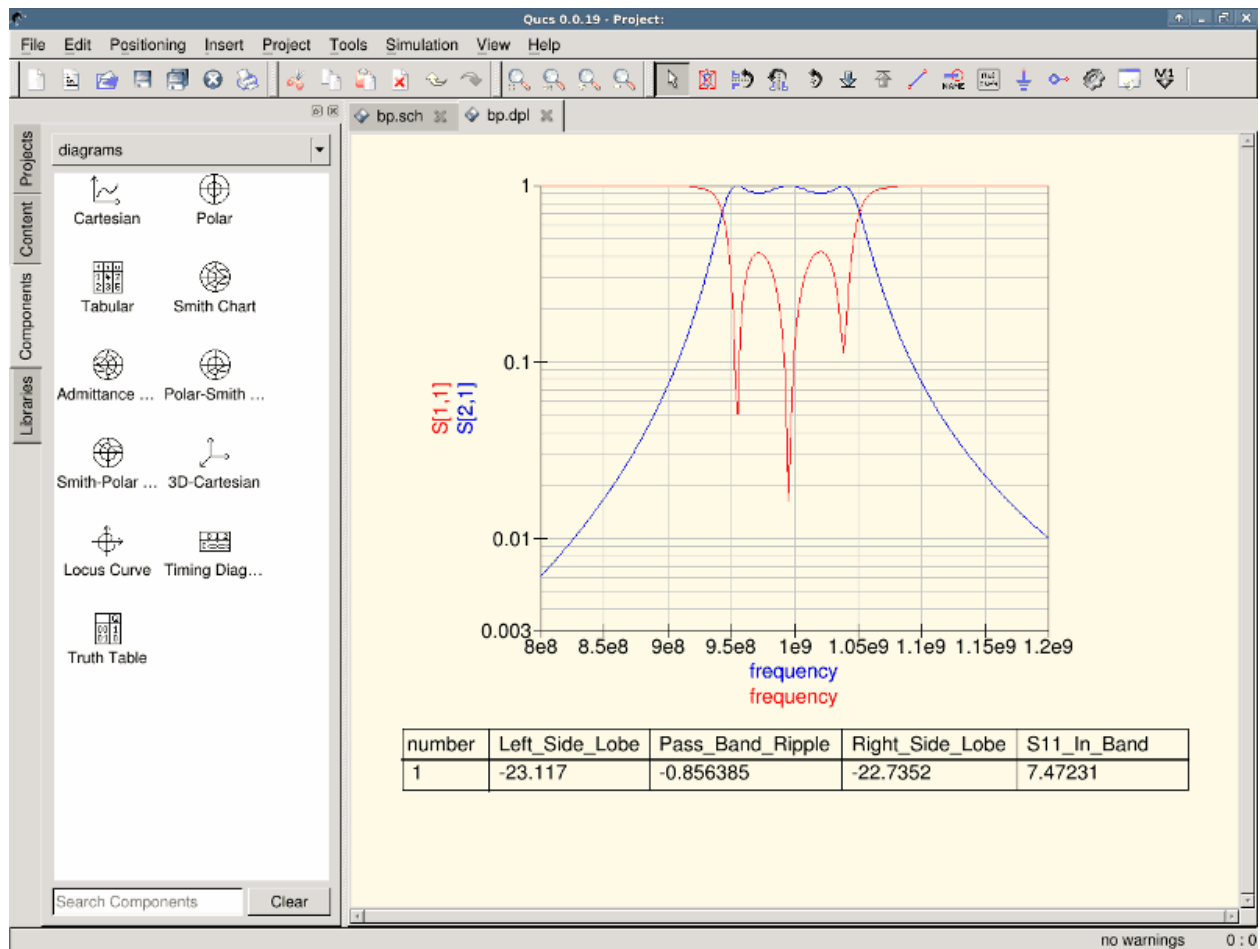 Qucs 0.0.19 - Project:
File Edit Positioning Insert Project Tools Simulation View Help
NAME
M1
Projects
Content
Components
Libraries
diagrams
Cartesian Polar
Tabular Smith Chart
Admittance ... Polar-Smith ...
Smith-Polar ... 3D-Cartesian
Locus Curve Timing Diag...
Truth Table
Search Components Clear
bp.sch bp.dpl
1
0.1
0.01
0.003
S[1,1]
S[2,1]
8e8 8.5e8 9e8 9.5e8 1e9 1.05e9 1.1e9 1.15e9 1.2e9
frequency
frequency
number Left_Side_Lobe Pass_Band_Ripple Right_Side_Lobe S11_In_Band
1 -23.117 -0.856385 -22.7352 7.47231
no warnings 0 : 0